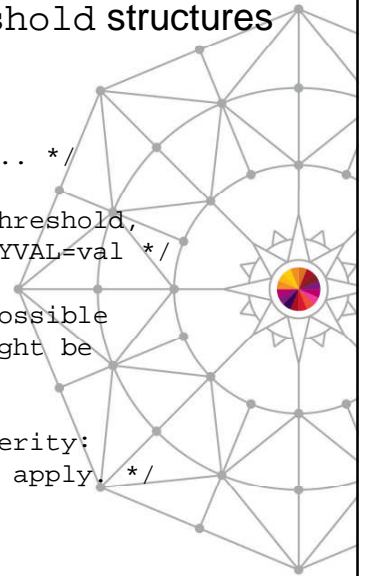 shold structures
.. */
hreshold,
YVAL=val */
ossible
ght be
erity:
apply. */